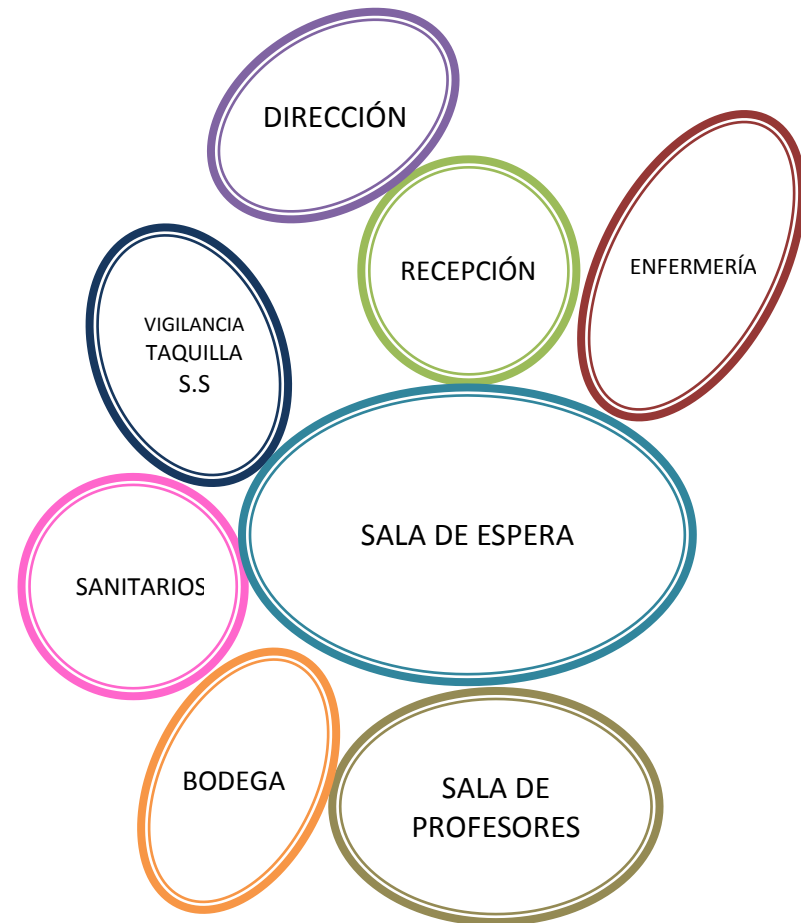 DIRECCIÓN
RECEPCIÓN
ENFERMERÍA
VIGILANCIA
TAQUILLA
S.S
SALA DE ESPERA
SANITARIOS
BODEGA
SALA DE
PROFESORES